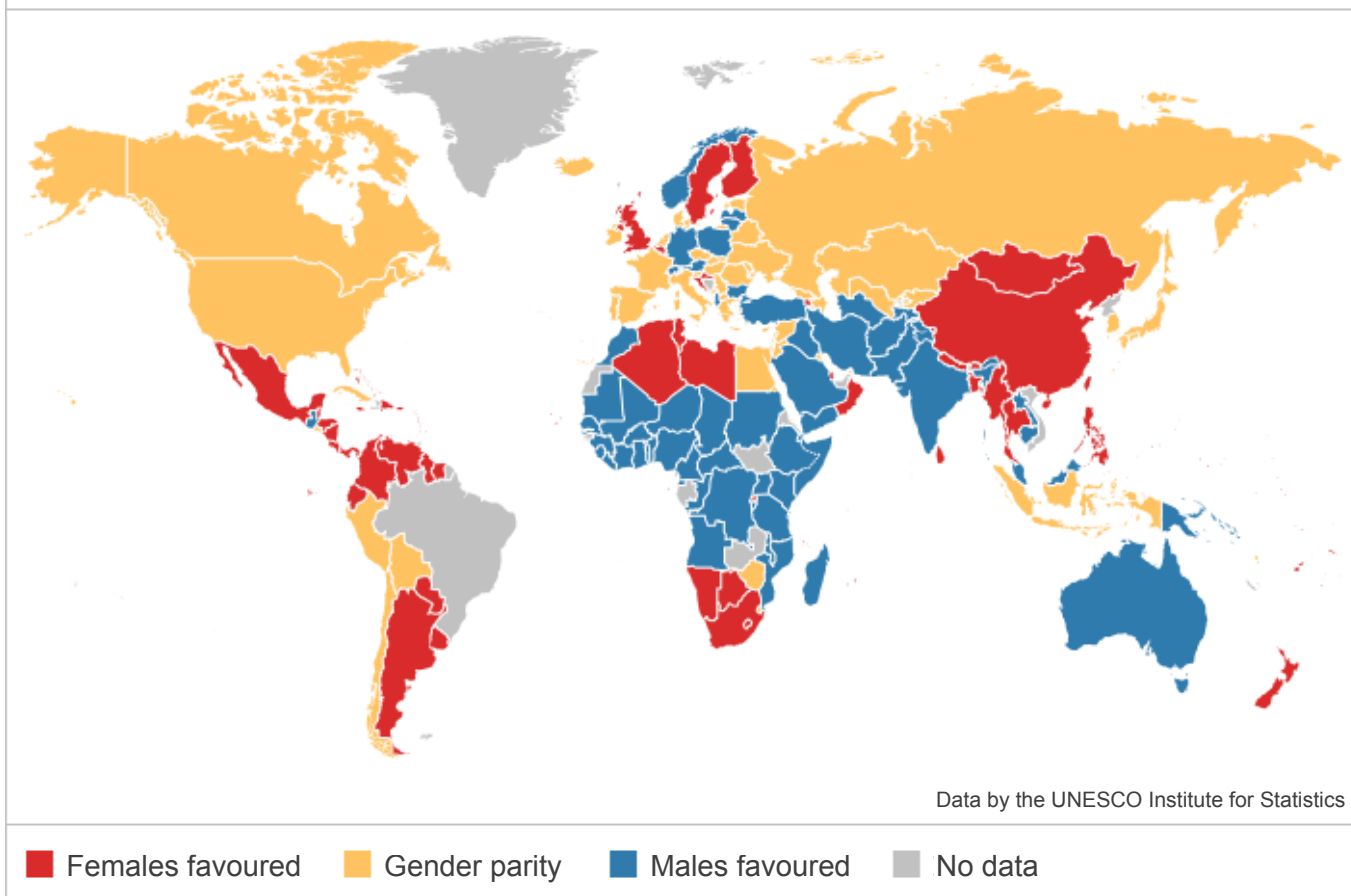 Data by the UNESCO Institute for Statistics
Females favoured Gender parity Males favoured No data